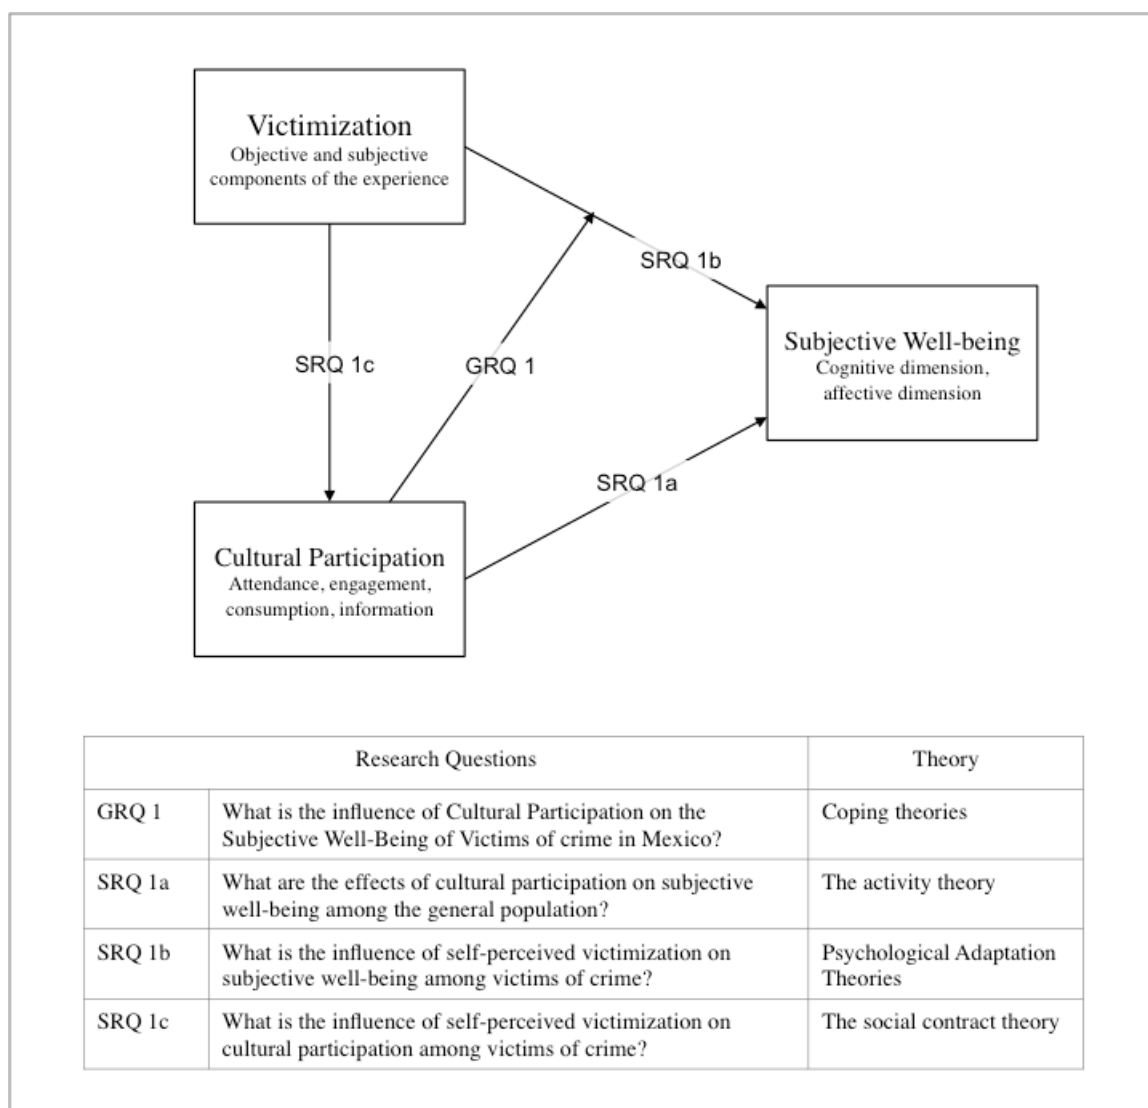 Victimization
Objective and subjective
components of the experience
SRQ 1b
Subjective Well-being
Cognitive dimension,
affective dimension
SRQ 1c
GRQ 1
SRQ 1a
Cultural Participation
Attendance, engagement,
consumption, information
Research Questions
Theory
GRQ 1
What is the influence of Cultural Participation on the
Subjective Well-Being of Victims of crime in Mexico?
Coping theories
SRQ 1a
What are the effects of cultural participation on subjective
well-being among the general population?
The activity theory
SRQ 1b
What is the influence of self-perceived victimization on
subjective well-being among victims of crime?
Psychological Adaptation
Theories
SRQ 1c
What is the influence of self-perceived victimization on
cultural participation among victims of crime?
The social contract theory